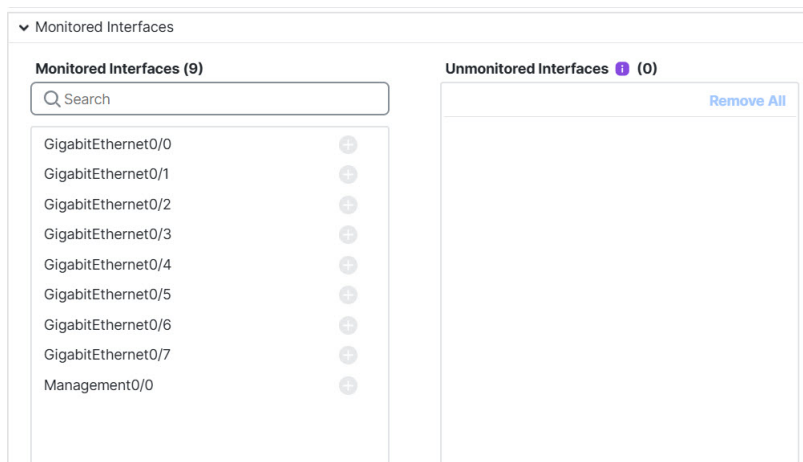 Monitored Interfaces
Monitored Interfaces (9)
Search
GigabitEthernet0/0
GigabitEthernet0/1
GigabitEthernet0/2
GigabitEthernet0/3
GigabitEthernet0/4
GigabitEthernet0/5
GigabitEthernet0/6
GigabitEthernet0/7
Management0/0
Unmonitored Interfaces i (0)
Remove All